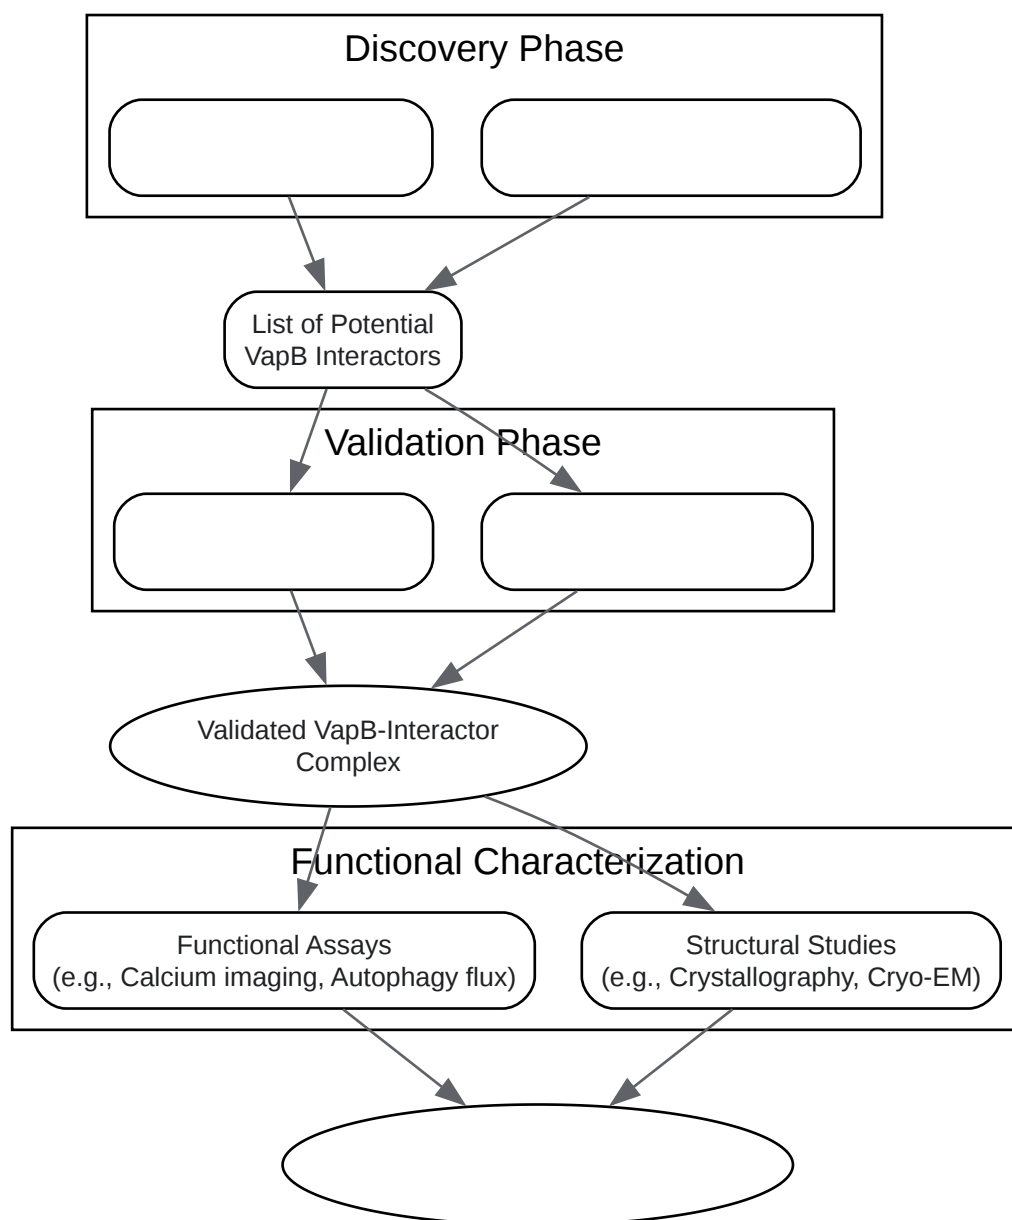 Discovery Phase
List of Potential
VapB Interactors
Validation Phase
Validated VapB-Interactor
Complex
Functional Characterization
Functional Assays
(e.g., Calcium imaging, Autophagy flux)
Structural Studies
(e.g., Crystallography, Cryo-EM)